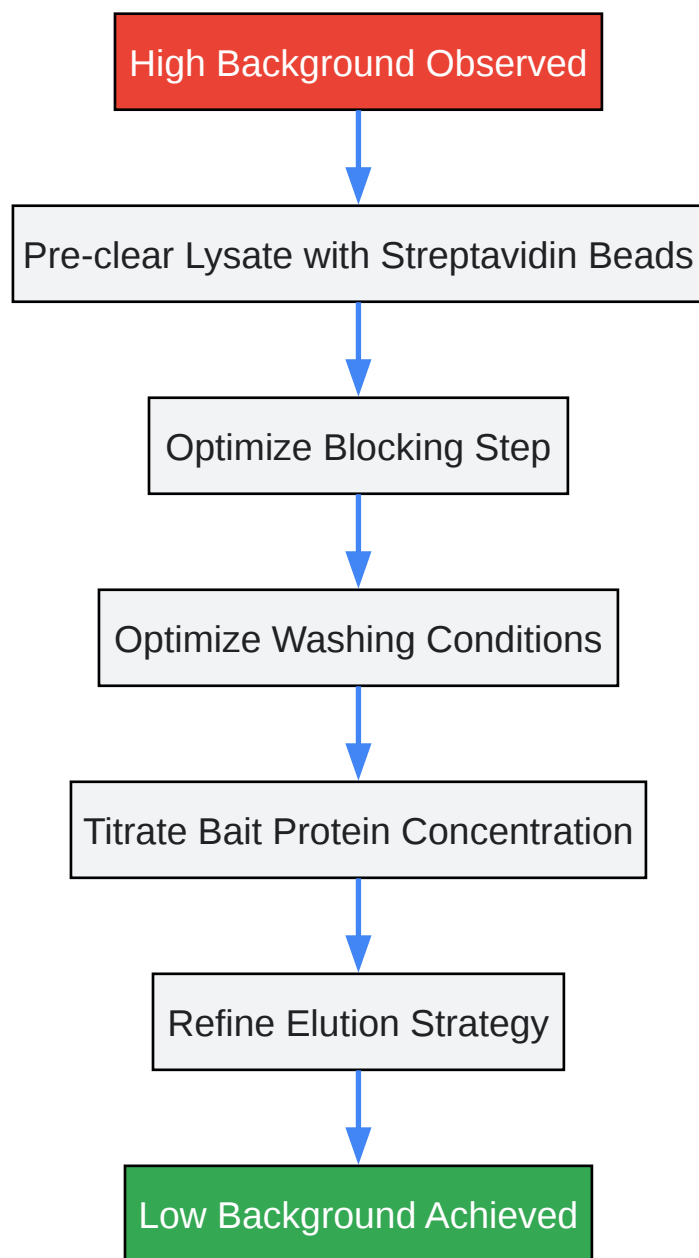 High Background Observed
Pre-clear Lysate with Streptavidin Beads
Optimize Blocking Step
Optimize Washing Conditions
Titrate Bait Protein Concentration
Refine Elution Strategy
Low Background Achieved